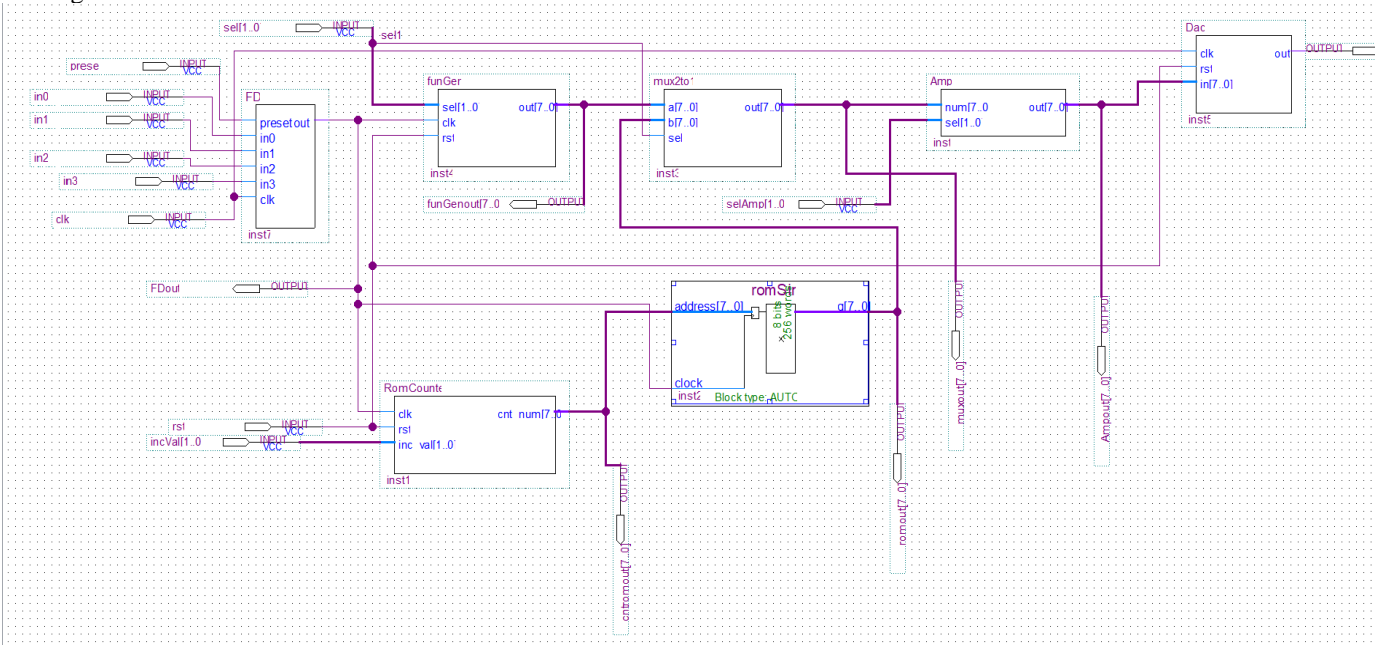 sel[1..0
INPUT
VCC
sel1
prese
INPUT
VCC
in0
INPUT
VCC
in1
INPUT
VCC
in2
INPUT
VCC
in3
INPUT
VCC
clk
INPUT
VCC
FD
preset out
in0
in1
in2
in3
clk
inst7
funGer
sel[1..0 out[7..0
clk
rst
inst4
funGenout[7..0 OUTPUT
mux2to1
a[7..0 out[7..0
b[7..0
sel
inst3
selAmp[1..0 INPUT
VCC
Amp
num[7..0 out[7..0
sel[1..0
inst
Dac
clk out
rst
in[7..0
inst5
OUTPUT
FDout OUTPUT
romSir
address[7..0] q[7..0]
8 bits
256 words
clock
inst2 Block type: AUTO
RomCounte
clk cnt_num[7..0
rst
inc_val[1..0
inst1
rst INPUT
VCC
incVal[1..0 INPUT
VCC
OUTPUT
cntromout[7..0]
OUTPUT
romout[7..0]
OUTPUT
muxout[7..0]
OUTPUT
Ampout[7..0]